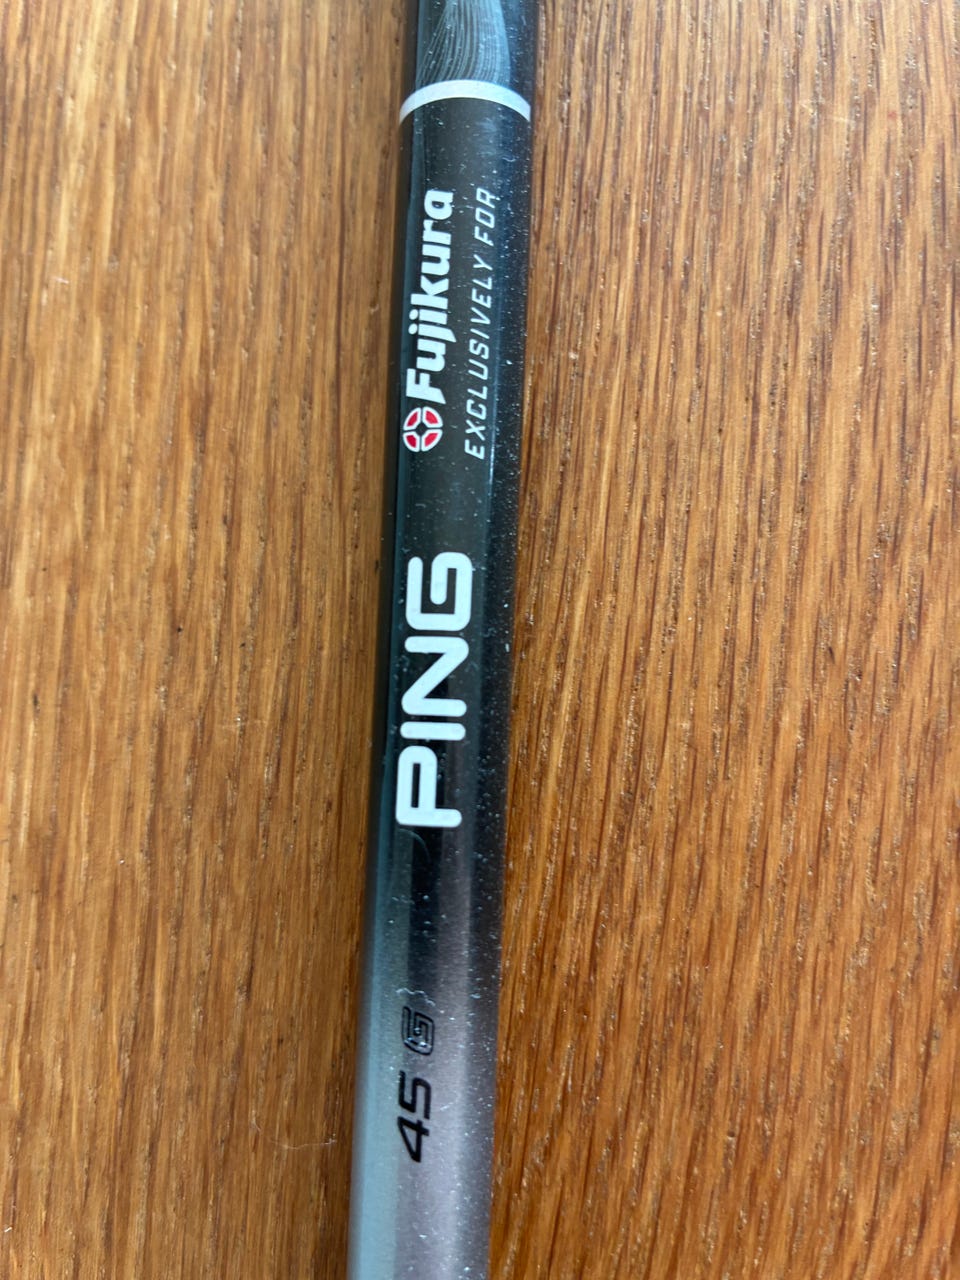 Fujikura
EXCLUSIVELY FOR
PING
45 G